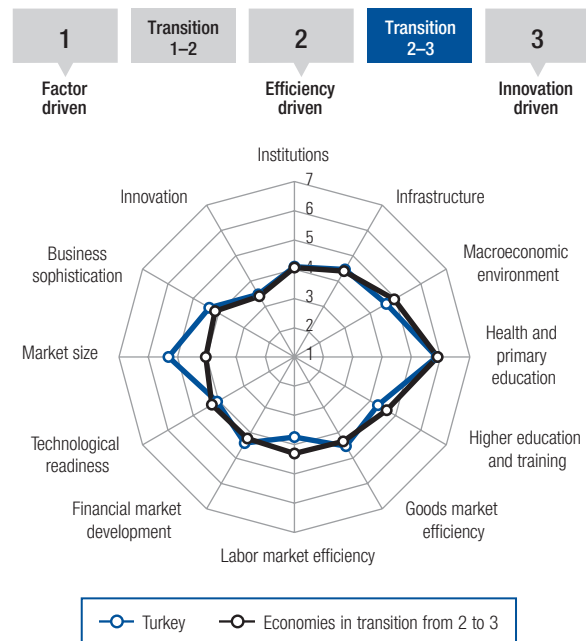 1
Transition
1–2
2
Transition
2–3
3
Factor
driven
Efficiency
driven
Innovation
driven
Institutions
7
Innovation
Infrastructure
6
5
Business
sophistication
Macroeconomic
environment
4
3
2
Market size
1
Health and
primary
education
Technological
readiness
Higher education
and training
Financial market
development
Goods market
efficiency
Labor market efficiency
Turkey
Economies in transition from 2 to 3